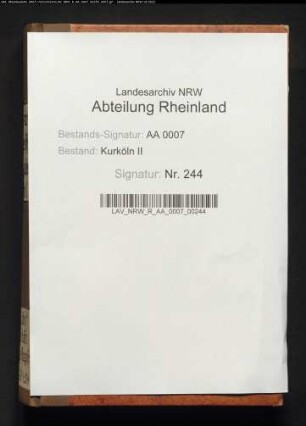 Landesarchiv NRW
Abteilung Rheinland
Bestands-Signatur: AA 0007
Bestand: Kurköln II
Signatur: Nr. 244
LAV_NRW_R_AA_0007_00244